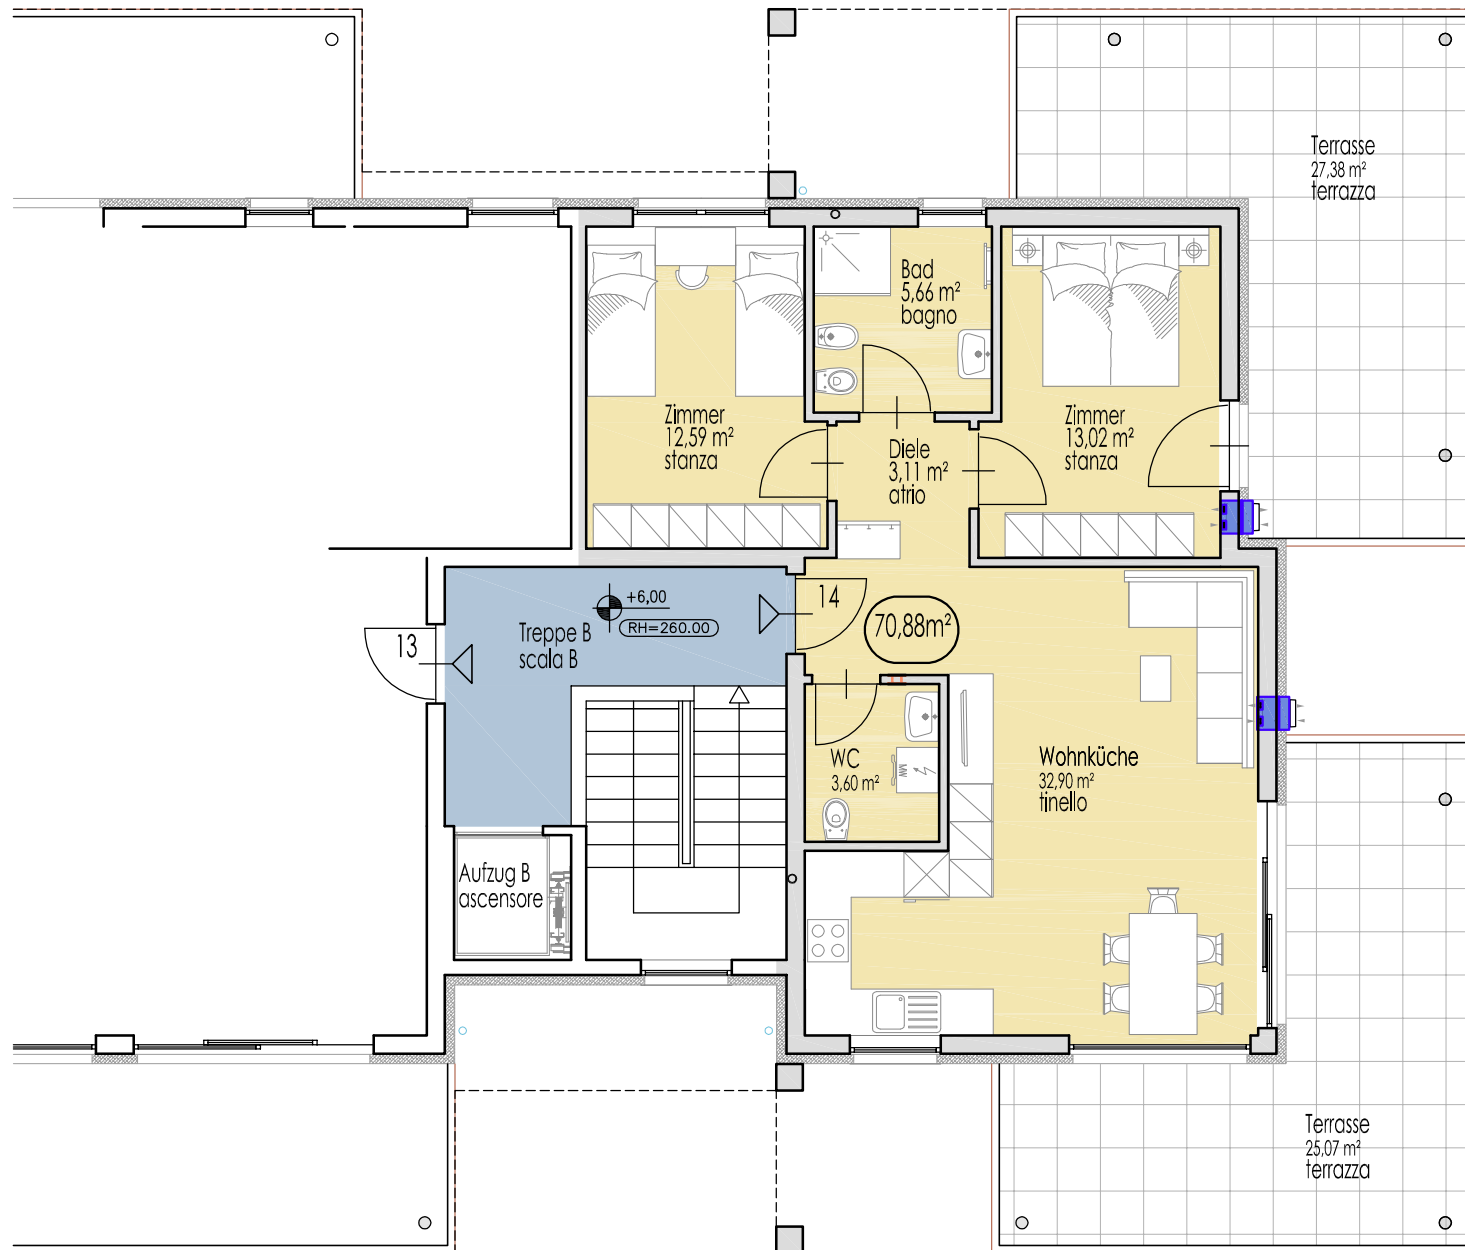 Terrasse
27,38 m²
terrazza
Bad
5,66 m²
bagno
Zimmer
12,59 m²
stanza
Zimmer
13,02 m²
stanza
Diele
3,11 m²
atrio
+6,00
RH=260.00
14
70,88m²
Treppe B
scala B
13
WC
3,60 m²
MW
Wohnküche
32,90 m²
tinello
Aufzug B
ascensore
Terrasse
25,07 m²
terrazza